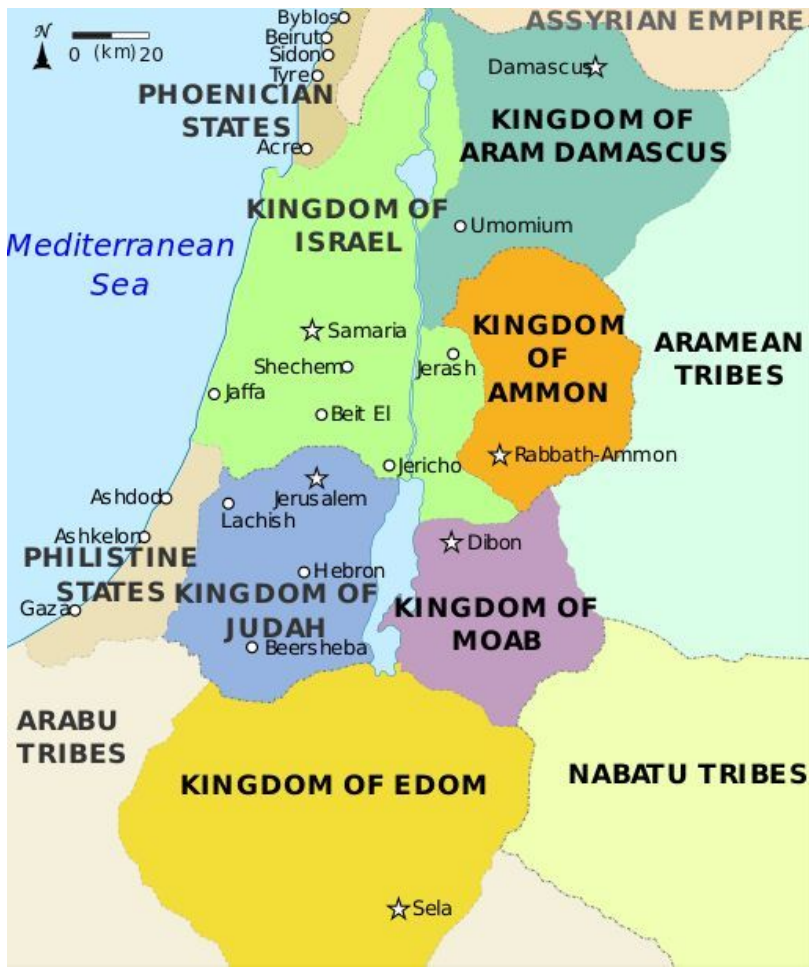 Byblos
ASSYRIAN EMPIRE
N
0 (km) 20
Beirut
Sidon
Tyre
Damascus
PHOENICIAN
STATES
KINGDOM OF
ARAM DAMASCUS
Acre
KINGDOM OF
ISRAEL
Umomium
Mediterranean
Sea
Samaria
KINGDOM
OF
AMMON
ARAMEAN
TRIBES
Shechem
Jerash
Jaffa
Beit El
Rabbath-Ammon
Jericho
Jerusalem
Ashdod
Lachish
Ashkelon
Dibon
PHILISTINE
STATES
Hebron
KINGDOM OF
JUDAH
KINGDOM OF
MOAB
Gaza
Beersheba
ARABU
TRIBES
KINGDOM OF EDOM
NABATU TRIBES
Sela